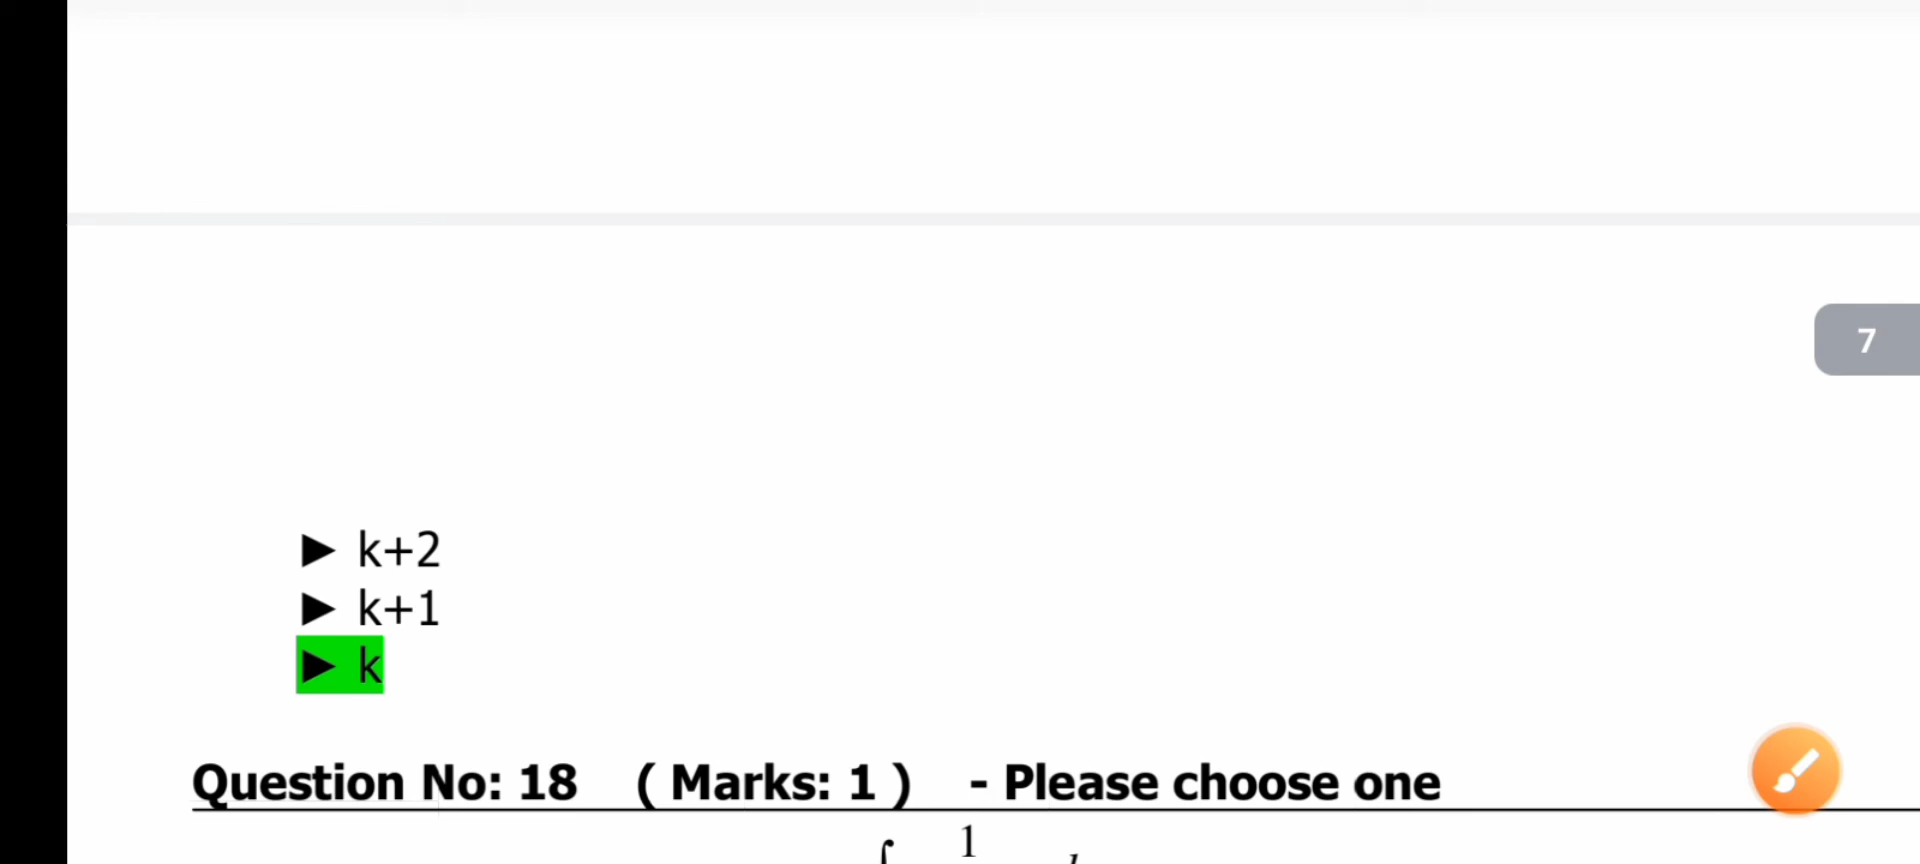 7
► k+2
► k+1
► k
Question No: 18 ( Marks: 1 ) - Please choose one
∫ 1